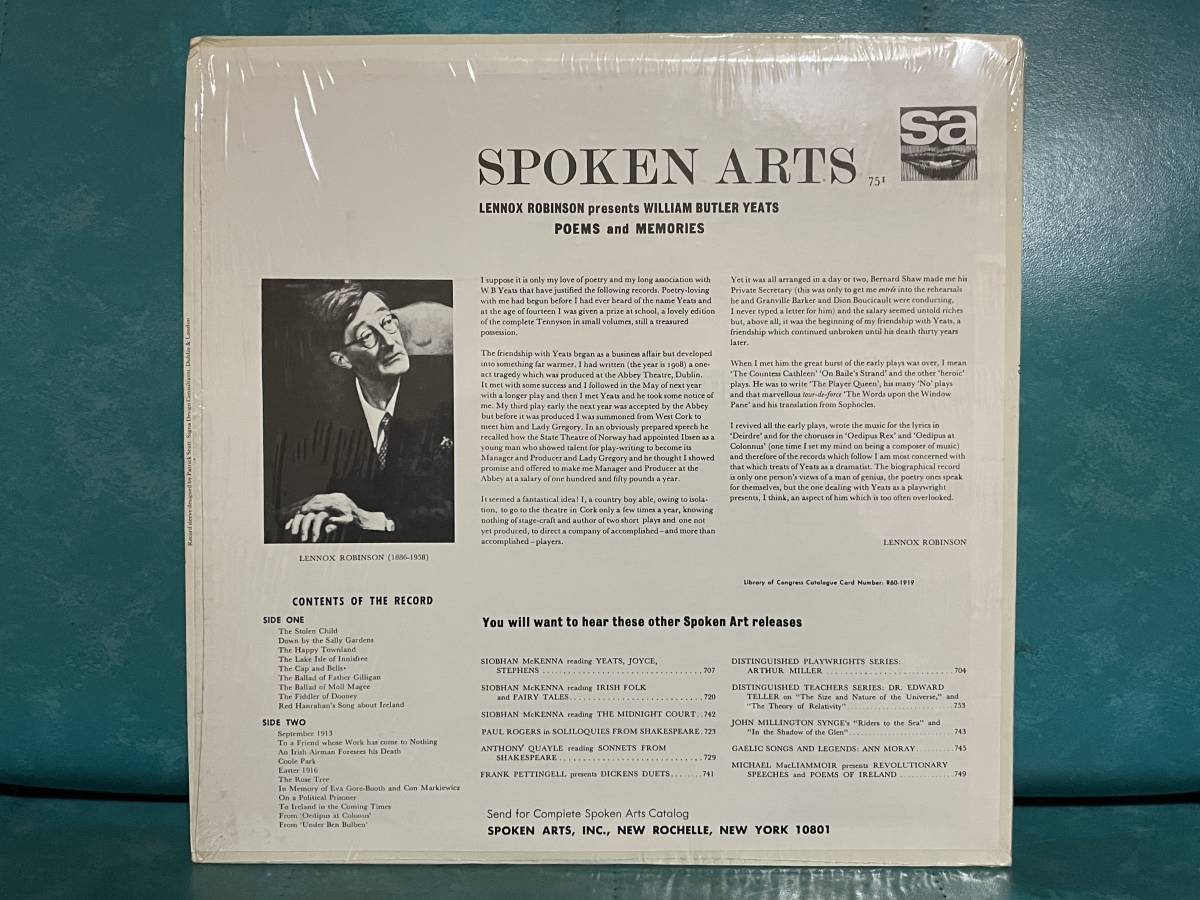 sa
SPOKEN ARTS 751
LENNOX ROBINSON presents WILLIAM BUTLER YEATS
POEMS and MEMORIES
I suppose it is only my love of poetry and my long association with
W B Yeats that have justified the following records. Poetry-loving
with me had begun before I had ever heard of the name Yeats and
at the age of fourteen I was given a prize at school, a lovely edition
of the complete Tennyson in small volumes, still a treasured
possession.
The friendship with Yeats began as a business affair but developed
into something far warmer. I had written (the year is 1908) a one-
act tragedy which was produced at the Abbey Theatre, Dublin.
It met with some success and I followed in the May of next year
with a longer play and then I met Yeats and he took some notice of
me. My third play early the next year was accepted by the Abbey
but before it was produced I was summoned from West Cork to
meet him and Lady Gregory. In an obviously prepared speech he
recalled how the State Theatre of Norway had appointed Ibsen as a
young man who showed talent for play-writing to become its
Manager and Producer and Lady Gregory and he thought I showed
promise and offered to make me Manager and Producer at the
Abbey at a salary of one hundred and fifty pounds a year.
It seemed a fantastical idea! I, a country boy able, owing to isola-
tion, to go to the theatre in Cork only a few times a year, knowing
nothing of stage-craft and author of two short plays and one not
yet produced, to direct a company of accomplished – and more than
accomplished – players.
Yet it was all arranged in a day or two, Bernard Shaw made me his
Private Secretary (this was only to get me entrée into the rehearsals
he and Granville Barker and Dion Boucicault were conducting,
I never typed a letter for him) and the salary seemed untold riches
but, above all, it was the beginning of my friendship with Yeats, a
friendship which continued unbroken until his death thirty years
later.
When I met him the great burst of the early plays was over, I mean
'The Countess Cathleen' 'On Baile's Strand' and the other 'heroic'
plays. He was to write 'The Player Queen', his many 'No' plays
and that marvellous tour-de-force 'The Words upon the Window
Pane' and his translation from Sophocles.
I revived all the early plays, wrote the music for the lyrics in
'Deirdre' and for the choruses in 'Oedipus Rex' and 'Oedipus at
Colonnus' (one time I set my mind on being a composer of music)
and therefore of the records which follow I am most concerned with
that which treats of Yeats as a dramatist. The biographical record
is only one person's views of a man of genius, the poetry ones speak
for themselves, but the one dealing with Yeats as a playwright
presents, I think, an aspect of him which is too often overlooked.
LENNOX ROBINSON
Library of Congress Catalogue Card Number: R60-1919
Record sleeve designed by Patrick Scott: Signa Design Consultants: Dublin & London
LENNOX ROBINSON (1886-1958)
CONTENTS OF THE RECORD
SIDE ONE
The Stolen Child
Down by the Sally Gardens
The Happy Townland
The Lake Isle of Innisfree
The Cap and Bells
The Ballad of Father Gilligan
The Ballad of Moll Magee
The Fiddler of Dooney
Red Hanrahan's Song about Ireland
SIDE TWO
September 1913
To a Friend whose Work has come to Nothing
An Irish Airman Foresees his Death
Coole Park
Easter 1916
The Rose Tree
In Memory of Eva Gore-Booth and Con Markiewicz
On a Political Prisoner
To Ireland in the Coming Times
From 'Oedipus at Colonus'
From 'Under Ben Bulben'
You will want to hear these other Spoken Art releases
SIOBHAN McKENNA reading YEATS, JOYCE,
STEPHENS ........ 707
SIOBHAN McKENNA reading IRISH FOLK
and FAIRY TALES ........ 720
SIOBHAN McKENNA reading THE MIDNIGHT COURT . . 742
PAUL ROGERS in SOLILOQUIES FROM SHAKESPEARE . 723
ANTHONY QUAYLE reading SONNETS FROM
SHAKESPEARE ........ 729
FRANK PETTINGELL presents DICKENS DUETS ....... 741
DISTINGUISHED PLAYWRIGHTS SERIES:
ARTHUR MILLER ........ 704
DISTINGUISHED TEACHERS SERIES: DR. EDWARD
TELLER on "The Size and Nature of the Universe," and
"The Theory of Relativity" ........ 753
JOHN MILLINGTON SYNGE's "Riders to the Sea" and
"In the Shadow of the Glen" ........ 743
GAELIC SONGS AND LEGENDS: ANN MORAY ........ 745
MICHAEL MacLIAMMOIR presents REVOLUTIONARY
SPEECHES and POEMS OF IRELAND ........ 749
Send for Complete Spoken Arts Catalog
SPOKEN ARTS, INC., NEW ROCHELLE, NEW YORK 10801